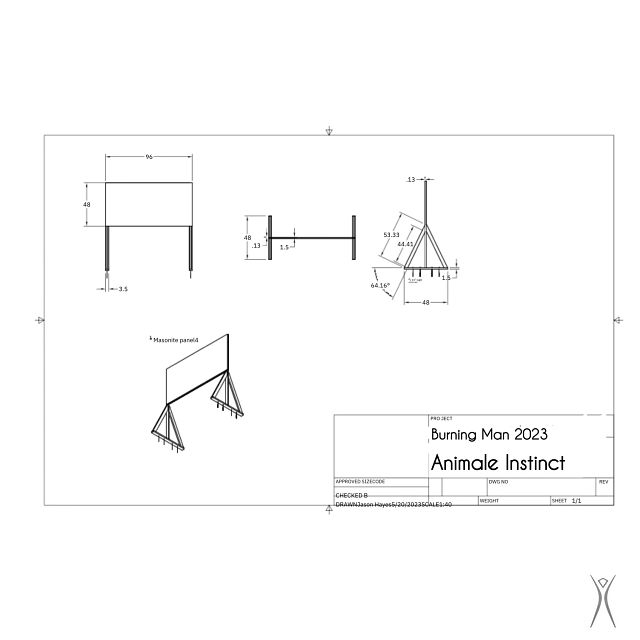 96
48
3.5
48
.13
1.5
.13
53.33
44.41
64.16°
1.5
48
Masonite panel4
PROJECT
Burning Man 2023
Animale Instinct
APPROVED SIZECODE DWG NO REV
CHECKED B
DRAWNJason Hayes5/20/2023SCALE1:40 WEIGHT SHEET 1/1